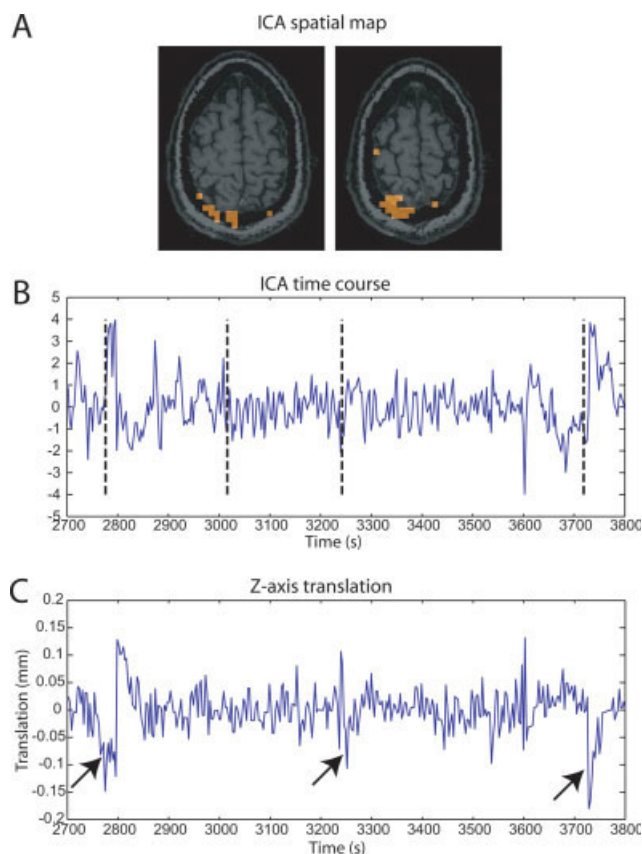 A
ICA spatial map
B
ICA time course
5
4
3
2
1
0
-1
-2
-3
-4
-5
2700 2800 2900 3000 3100 3200 3300 3400 3500 3600 3700 3800
Time (s)
C
Z-axis translation
Translation (mm)
0.2
0.15
0.1
0.05
0
-0.05
-0.1
-0.15
-0.2
2700 2800 2900 3000 3100 3200 3300 3400 3500 3600 3700 3800
Time (s)